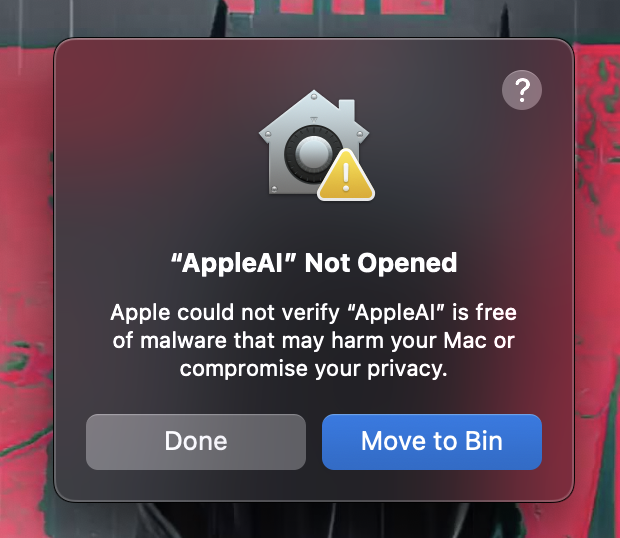 ?
“AppleAI” Not Opened
Apple could not verify “AppleAI” is free
of malware that may harm your Mac or
compromise your privacy.
Done
Move to Bin